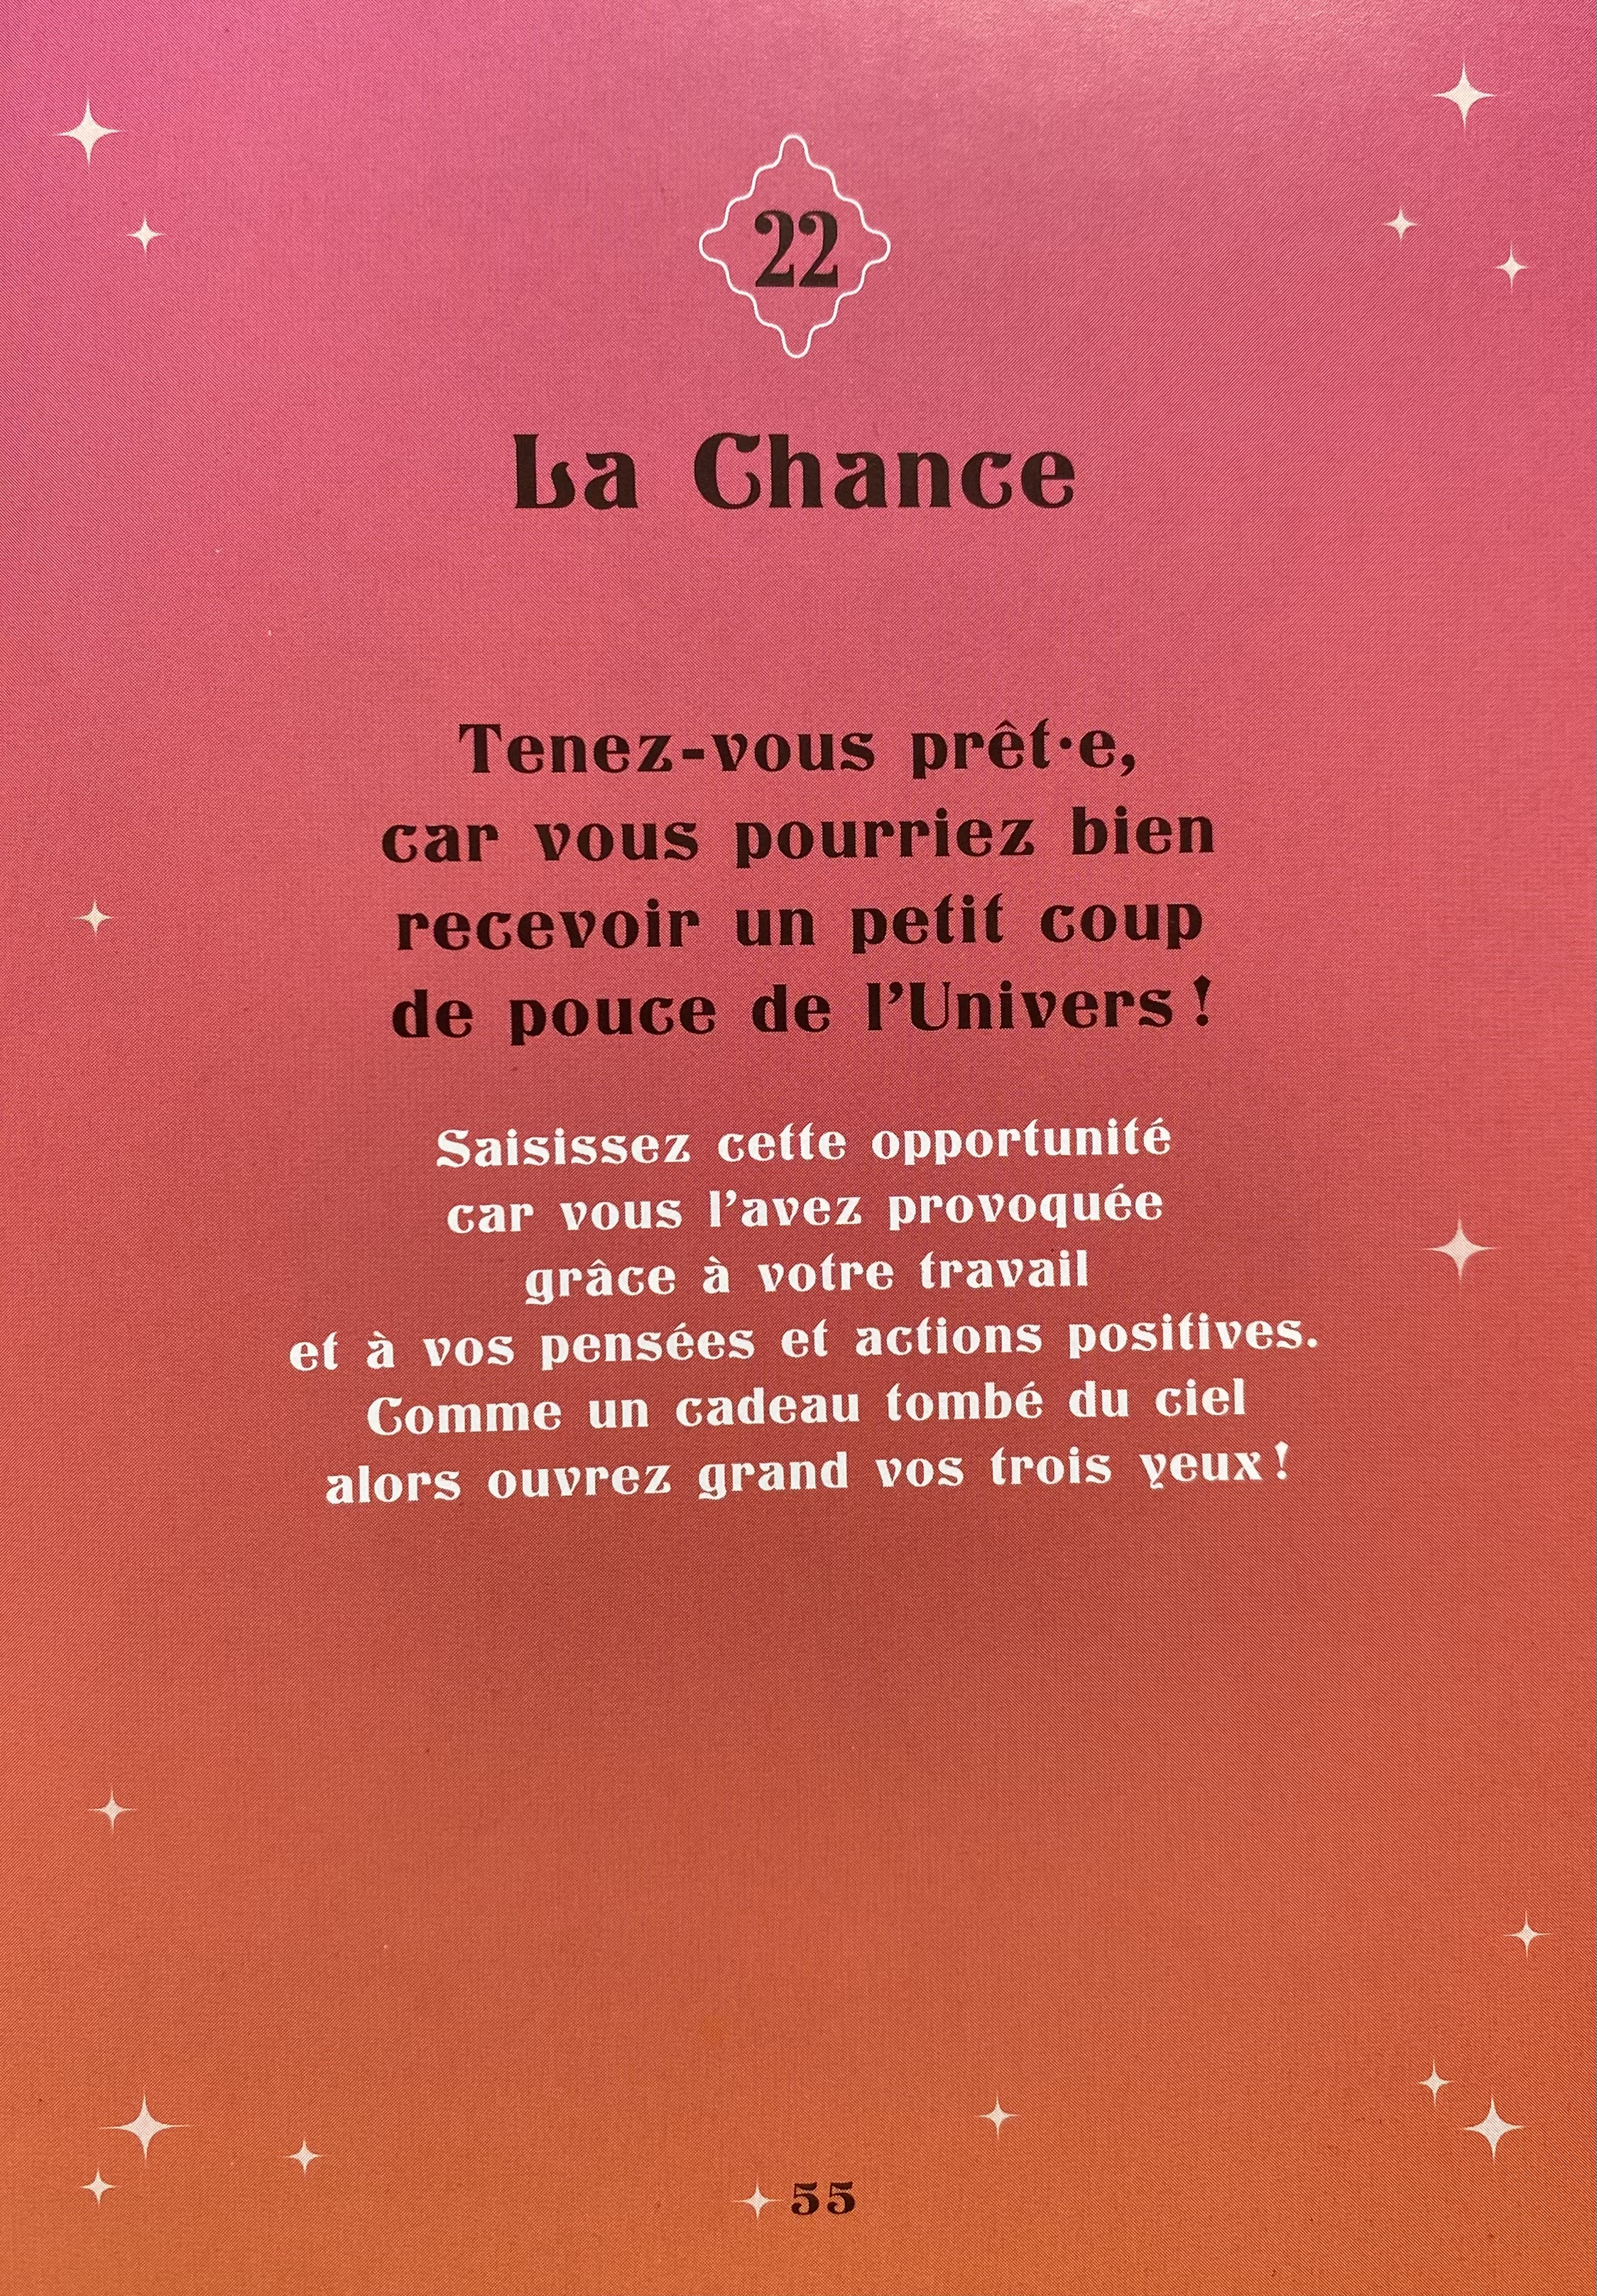 22
La Chance
Tenez-vous prêt·e,
car vous pourriez bien
recevoir un petit coup
de pouce de l’Univers !
Saisissez cette opportunité
car vous l’avez provoquée
grâce à votre travail
et à vos pensées et actions positives.
Comme un cadeau tombé du ciel
alors ouvrez grand vos trois yeux !
55